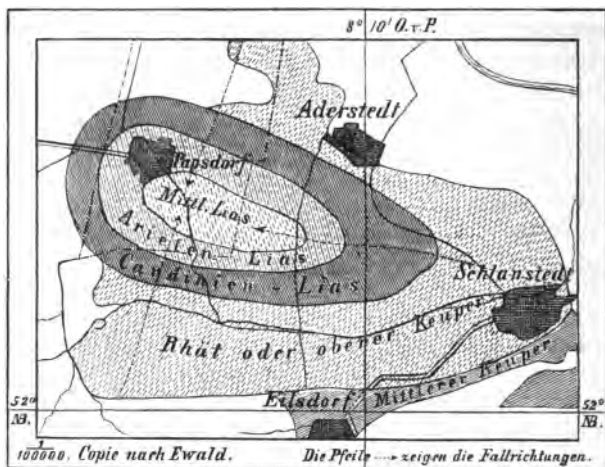 8° 10' O.v.P.
Aderstedt
Papsdorf
Mittl. Lias
Arieten - Lias
Schlanstedt
Cardinien - Lias
Rhät oder oberer Keuper
Mittlerer Keuper
Eilsdorf
52°
NB.
52°
NB.
1/100000. Copie nach Ewald.
Die Pfeile ----> zeigen die Fallrichtungen.